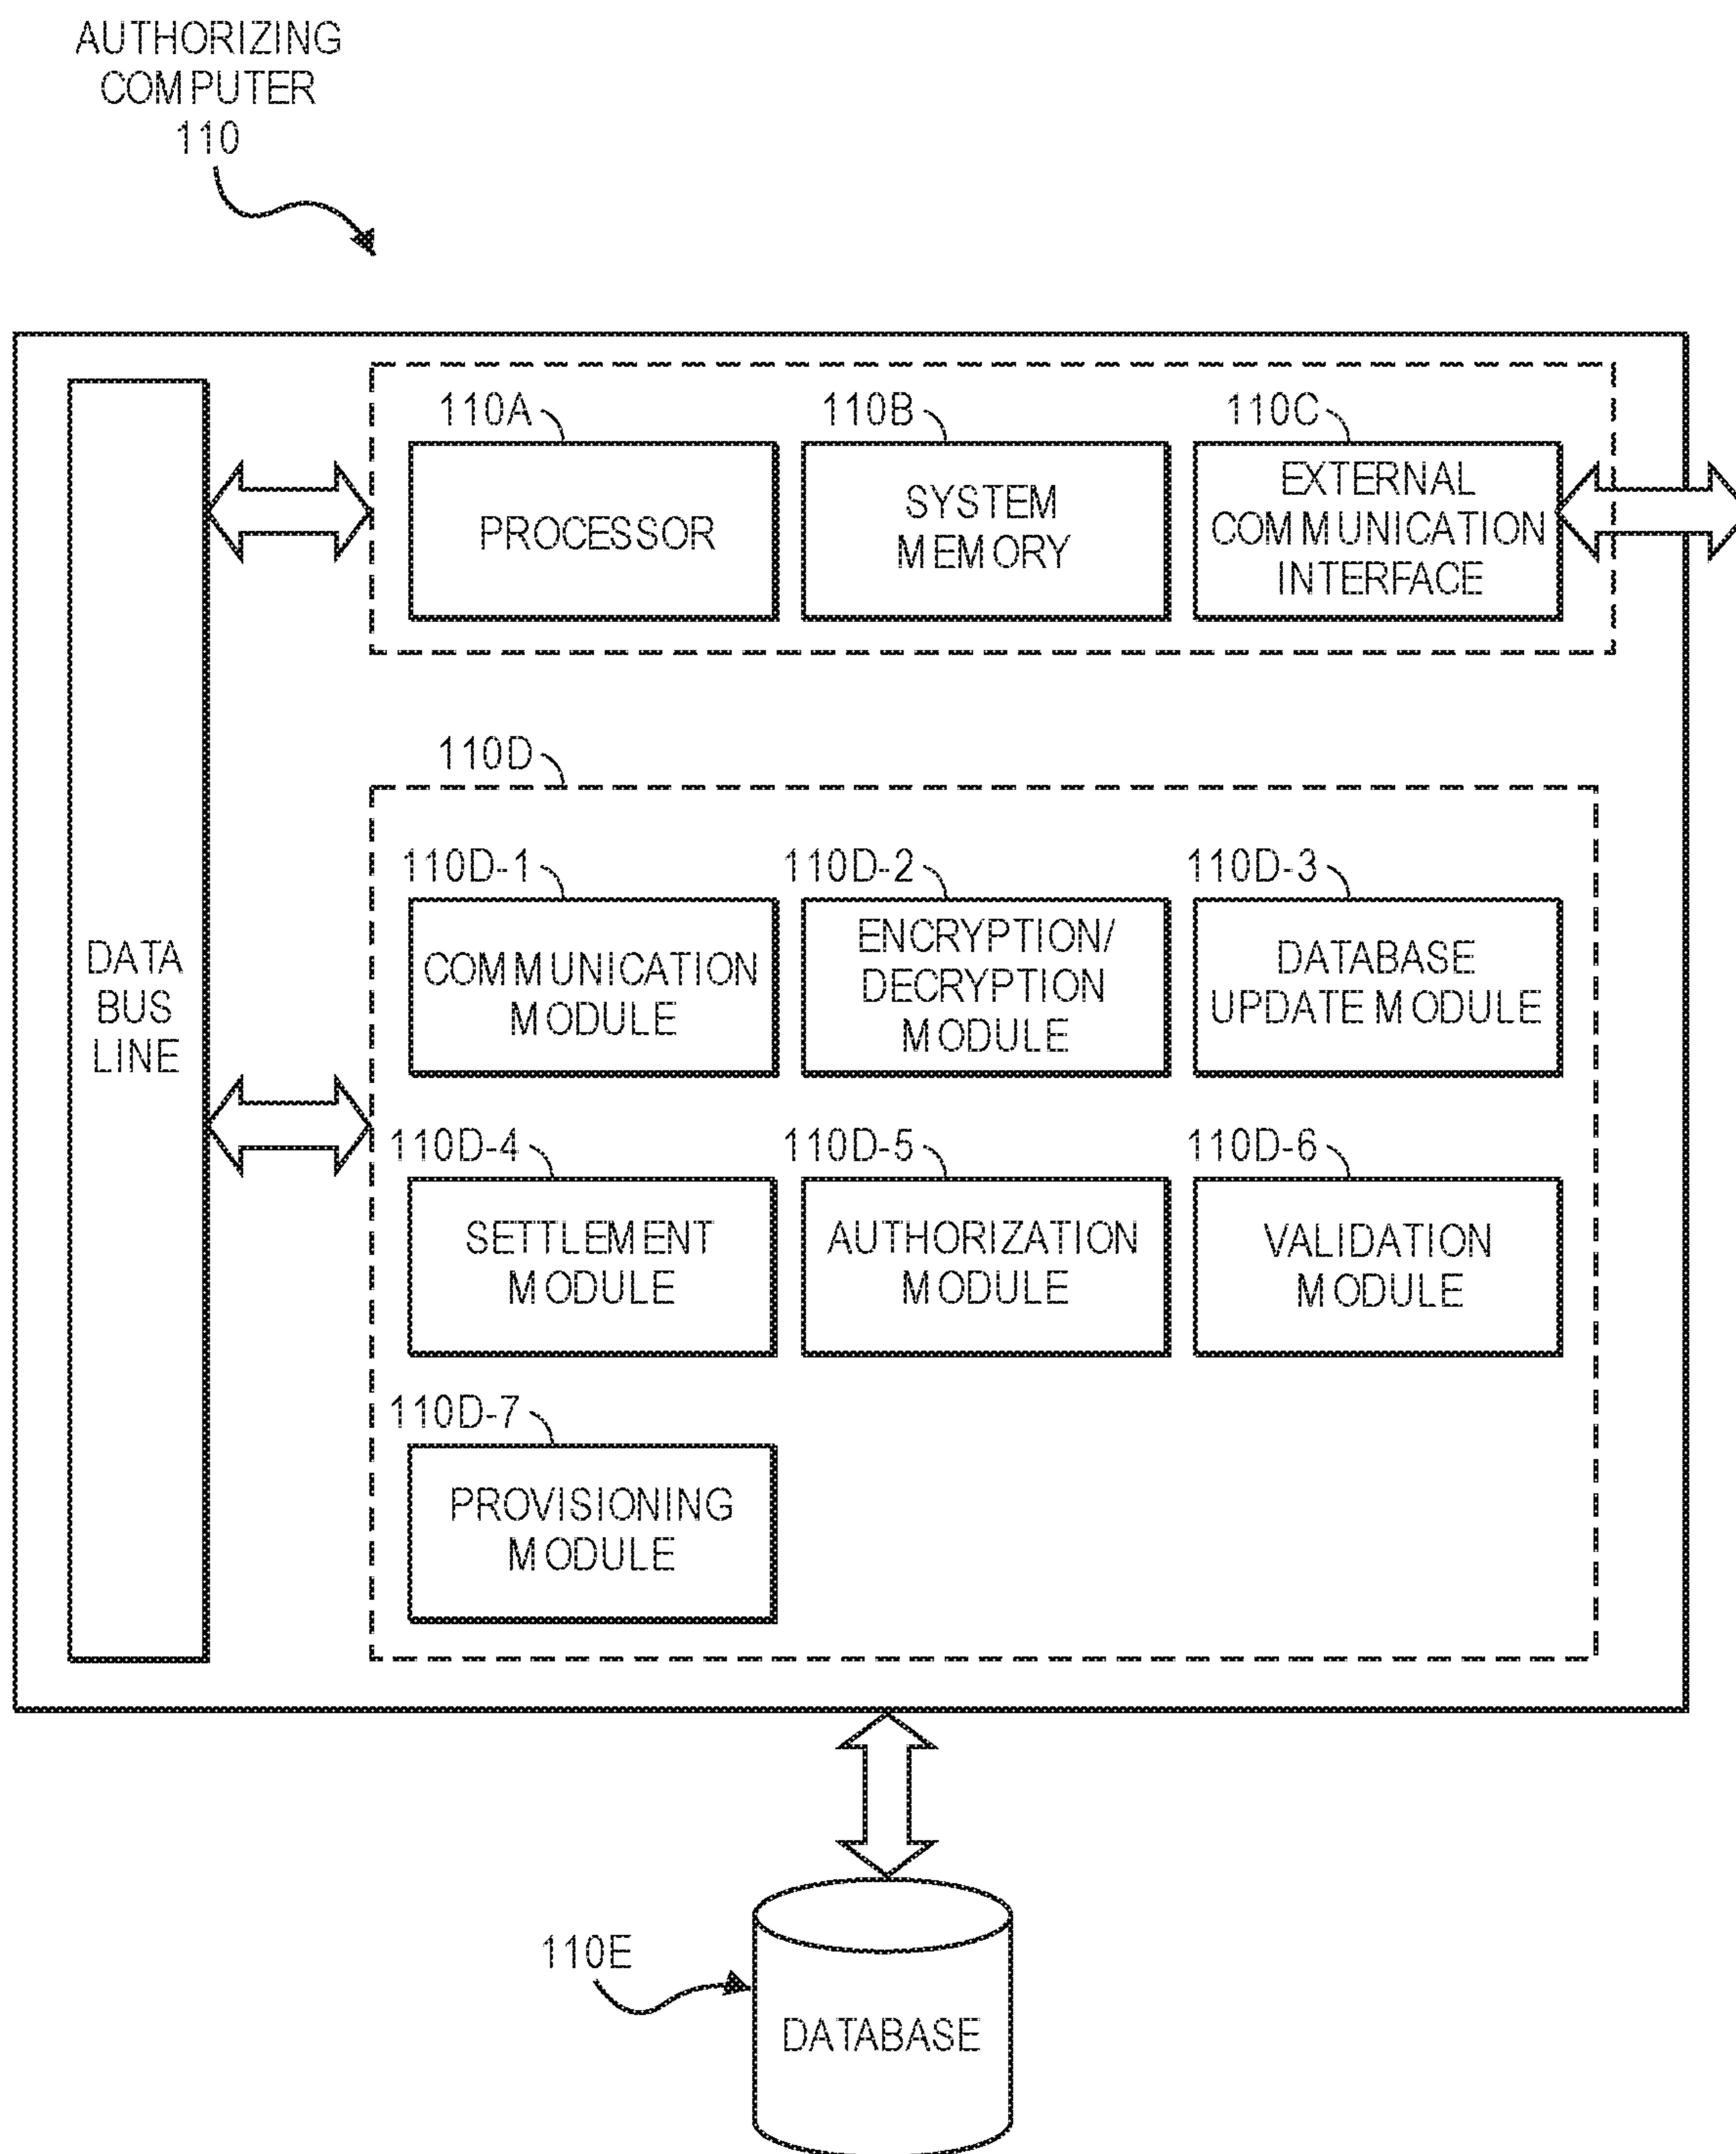 AUTHORIZING
COMPUTER
110
110A
110B
110C
PROCESSOR
SYSTEM
MEMORY
EXTERNAL
COMMUNICATION
INTERFACE
110D
DATA
BUS
LINE
110D-1
110D-2
110D-3
COMMUNICATION
MODULE
ENCRYPTION/
DECRYPTION
MODULE
DATABASE
UPDATE MODULE
110D-4
110D-5
110D-6
SETTLEMENT
MODULE
AUTHORIZATION
MODULE
VALIDATION
MODULE
110D-7
PROVISIONING
MODULE
110E
DATABASE